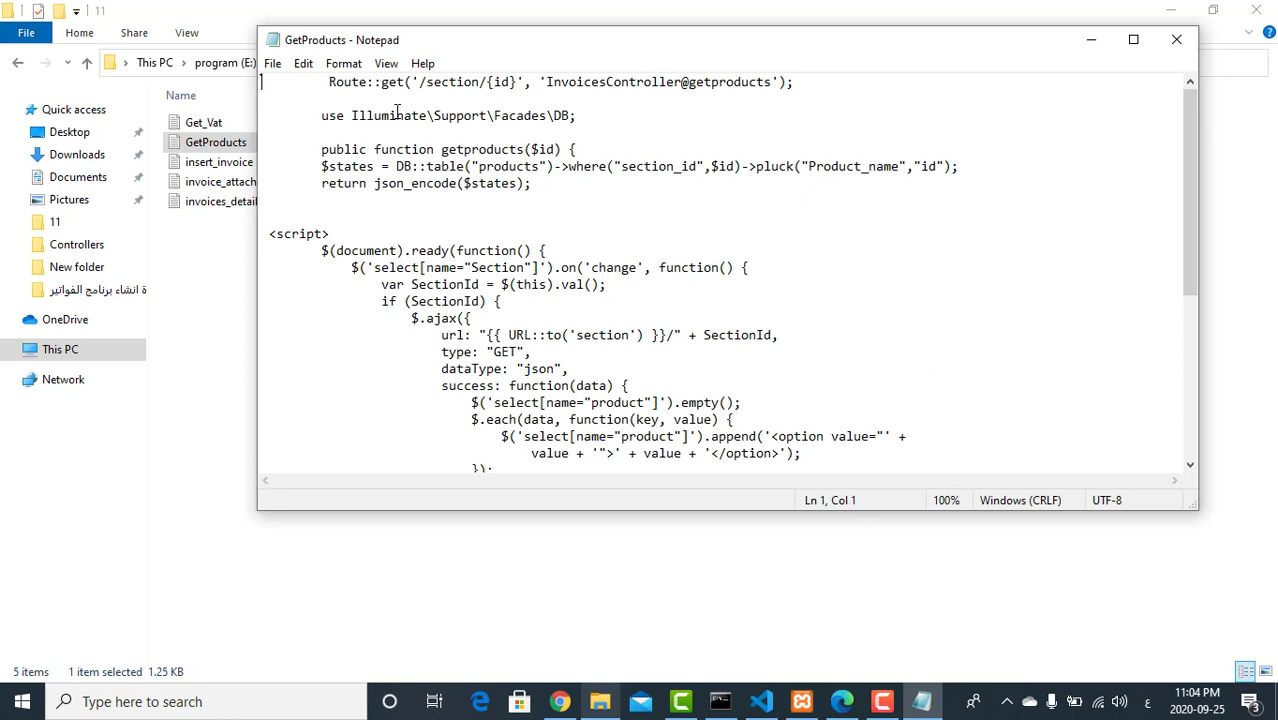 11
File
Home
Share
View
This PC
program (E:)
Quick access
Desktop
Downloads
Documents
Pictures
11
Controllers
New folder
ة انشاء برنامج الفواتير
OneDrive
This PC
Network
Name
Get_Vat
GetProducts
insert_invoice
invoice_attach
invoices_detai
GetProducts - Notepad
File Edit Format View Help
Route::get('/section/{id}', 'InvoicesController@getproducts');
use Illuminate\Support\Facades\DB;
public function getproducts($id) {
$states = DB::table("products")->where("section_id",$id)->pluck("Product_name","id");
return json_encode($states);
<script>
$(document).ready(function() {
$('select[name="Section"]').on('change', function() {
var SectionId = $(this).val();
if (SectionId) {
$.ajax({
url: "{{ URL::to('section') }}/" + SectionId,
type: "GET",
dataType: "json",
success: function(data) {
$('select[name="product"]').empty();
$.each(data, function(key, value) {
$('select[name="product"]').append('<option value="' +
value + '">' + value + '</option>');
});
Ln 1, Col 1
100%
Windows (CRLF)
UTF-8
5 items
1 item selected 1.25 KB
Type here to search
ع
11:04 PM
2020-09-25
3